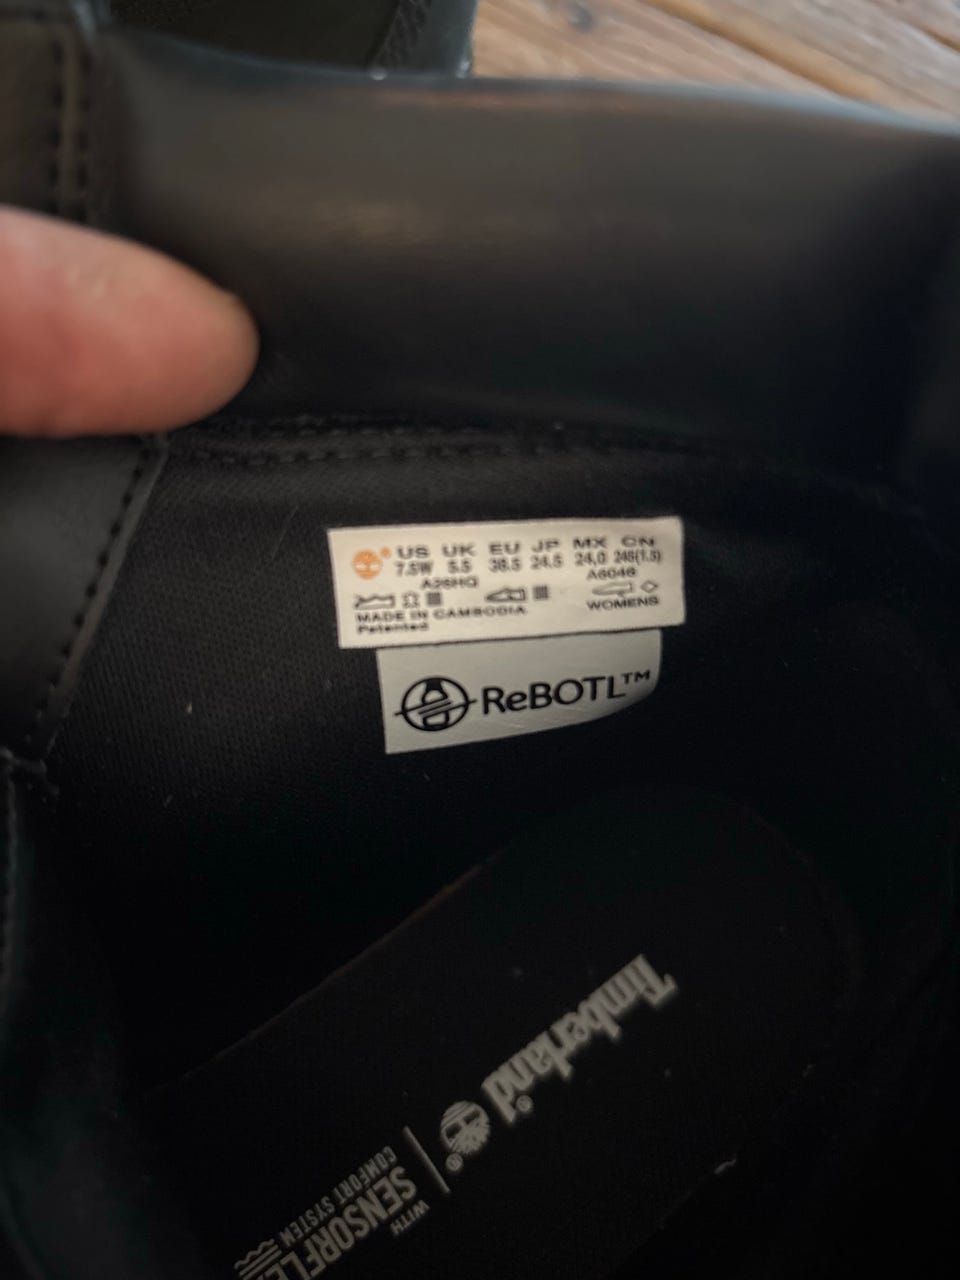 US UK EU JP MX CN
7.5W 5.5 38.5 24.5 24,0 245(1.5)
A26HQ A6046
WOMENS
MADE IN CAMBODIA
Patented
ReBOTL™
Timberland®
WITH
SENSORFLEX
COMFORT SYSTEM